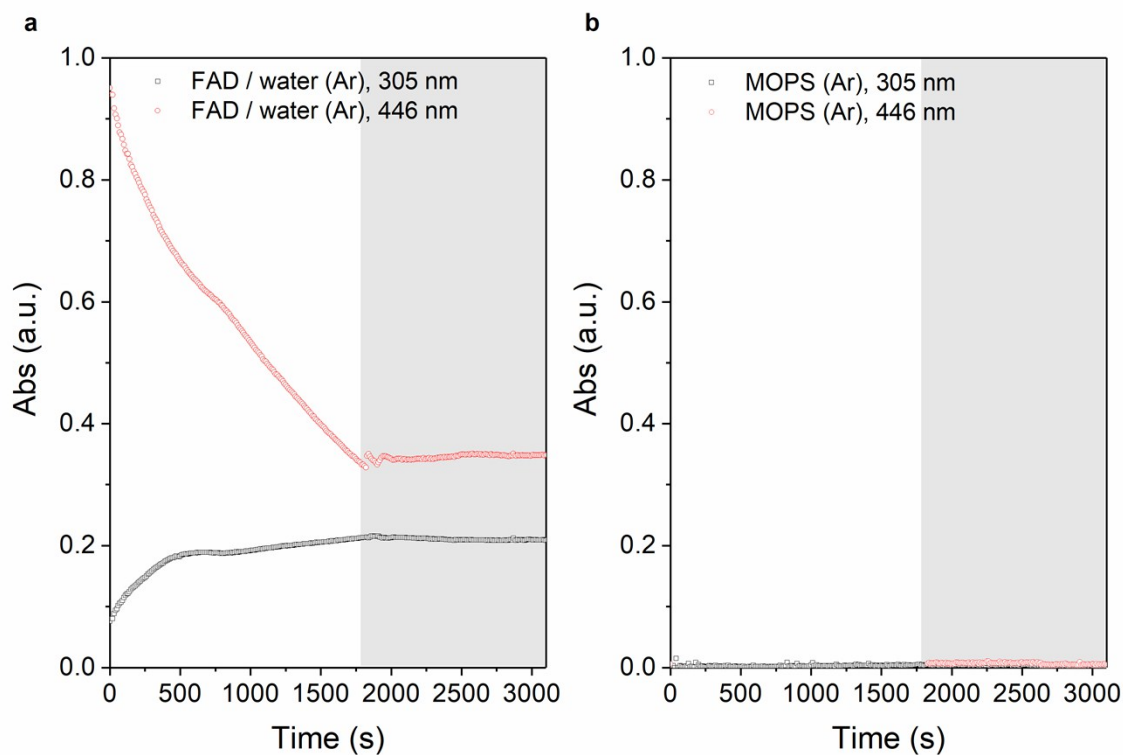 a
FAD / water (Ar), 305 nm
FAD / water (Ar), 446 nm
1.0
0.8
0.6
0.4
0.2
0.0
Abs (a.u.)
0 500 1000 1500 2000 2500 3000
Time (s)
b
MOPS (Ar), 305 nm
MOPS (Ar), 446 nm
1.0
0.8
0.6
0.4
0.2
0.0
Abs (a.u.)
0 500 1000 1500 2000 2500 3000
Time (s)